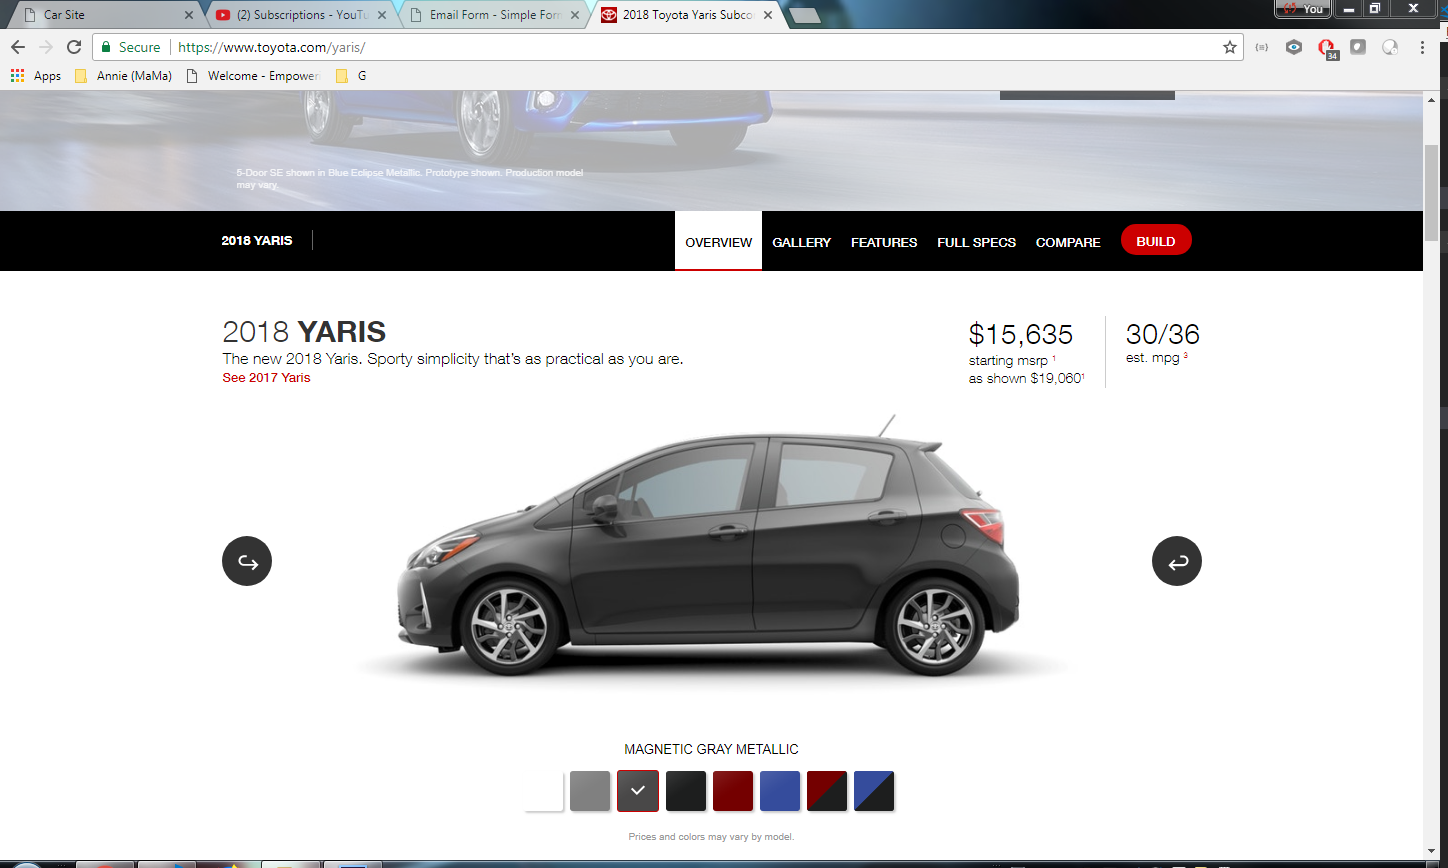 Car Site
(2) Subscriptions - YouTu
Email Form - Simple Form
2018 Toyota Yaris Subco
You
Secure
https://www.toyota.com/yaris/
34
Apps
Annie (MaMa)
Welcome - Empower
G
5-Door SE shown in Blue Eclipse Metallic. Prototype shown. Production model
may vary.
2018 YARIS
OVERVIEW
GALLERY
FEATURES
FULL SPECS
COMPARE
BUILD
2018 YARIS
The new 2018 Yaris. Sporty simplicity that's as practical as you are.
See 2017 Yaris
$15,635
starting msrp 1
as shown $19,060¹
30/36
est. mpg 3
MAGNETIC GRAY METALLIC
Prices and colors may vary by model.